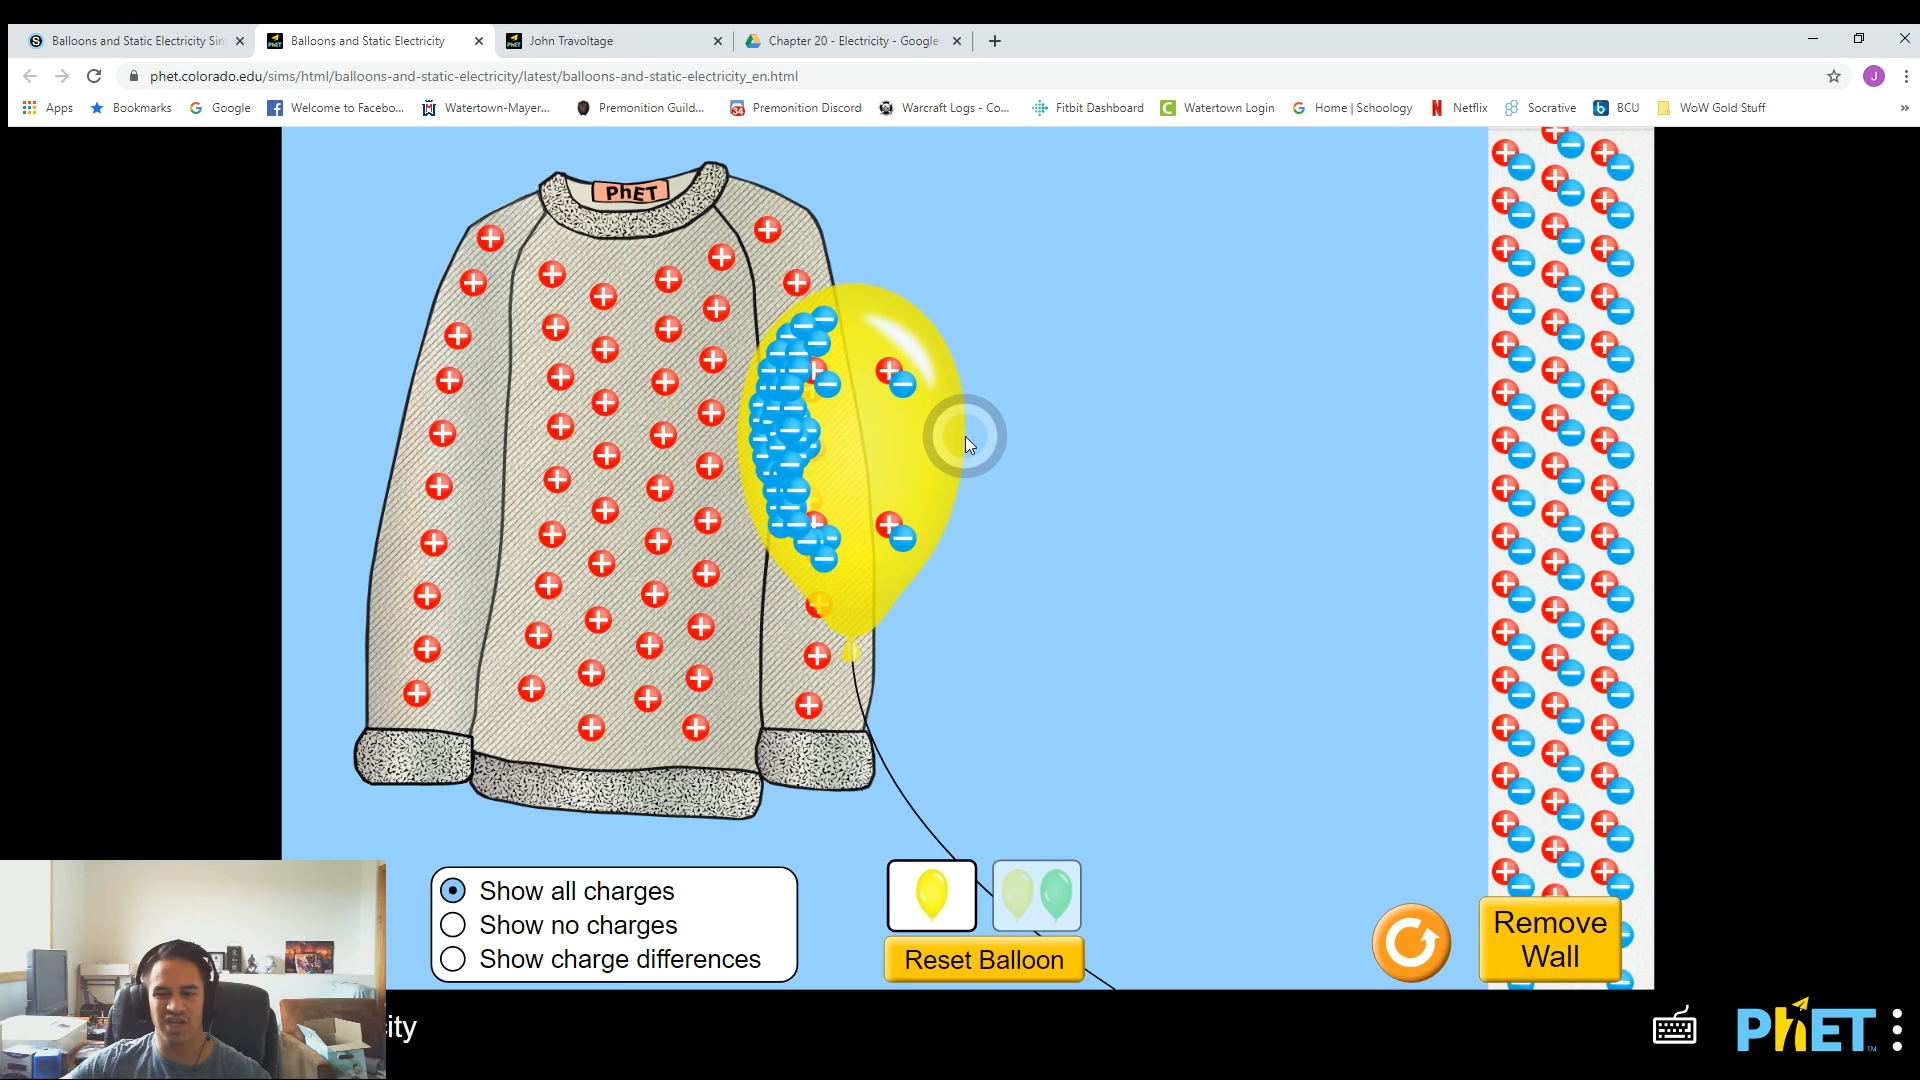 Balloons and Static Electricity Sim
Balloons and Static Electricity
John Travoltage
Chapter 20 - Electricity - Google
phet.colorado.edu/sims/html/balloons-and-static-electricity/latest/balloons-and-static-electricity_en.html
J
Apps
Bookmarks
Google
Welcome to Facebo...
Watertown-Mayer...
Premonition Guild...
Premonition Discord
Warcraft Logs - Co...
Fitbit Dashboard
Watertown Login
Home | Schoology
Netflix
Socrative
BCU
WoW Gold Stuff
PhET
Show all charges
Show no charges
Show charge differences
Reset Balloon
Remove
Wall
city
PhET